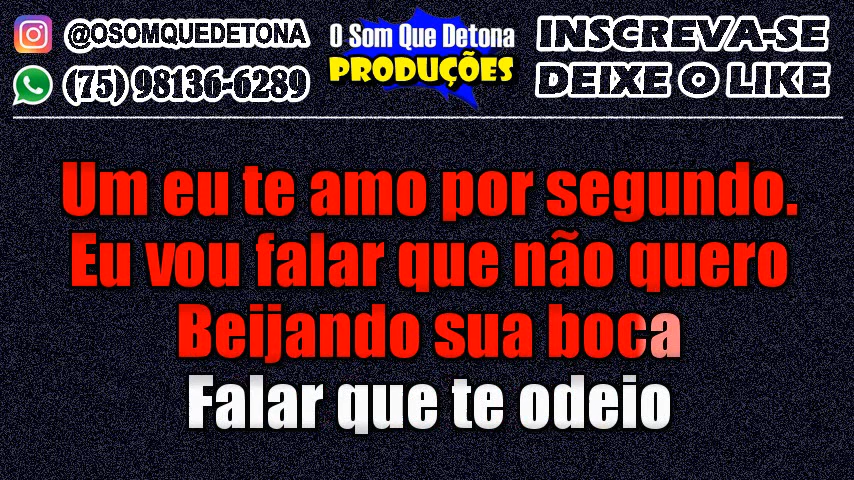 @OSOMQUEDETONA
(75) 98136-6289
O Som Que Detona
PRODUÇÕES
INSCREVA-SE
DEIXE O LIKE
Um eu te amo por segundo.
Eu vou falar que não quero
Beijando sua boca
Falar que te odeio